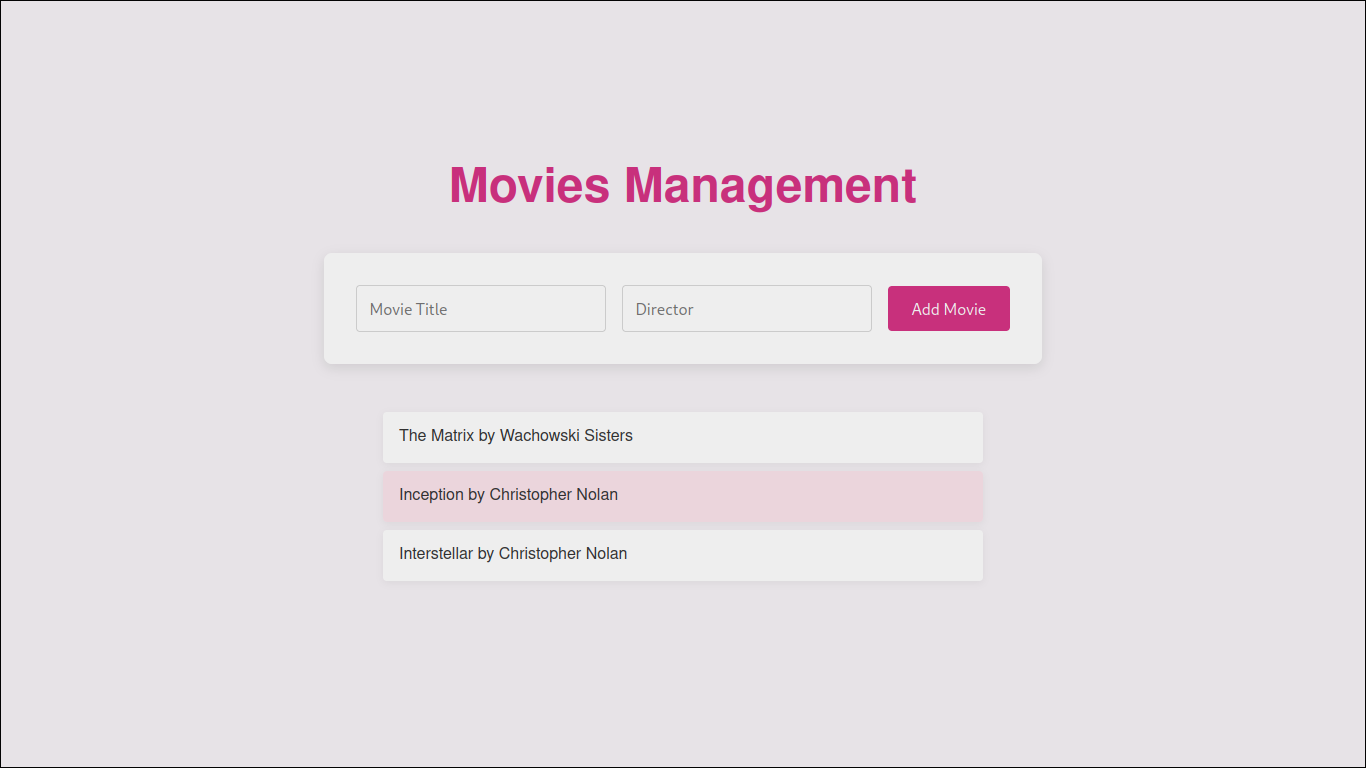 Movies Management
Movie Title
Director
Add Movie
The Matrix by Wachowski Sisters
Inception by Christopher Nolan
Interstellar by Christopher Nolan